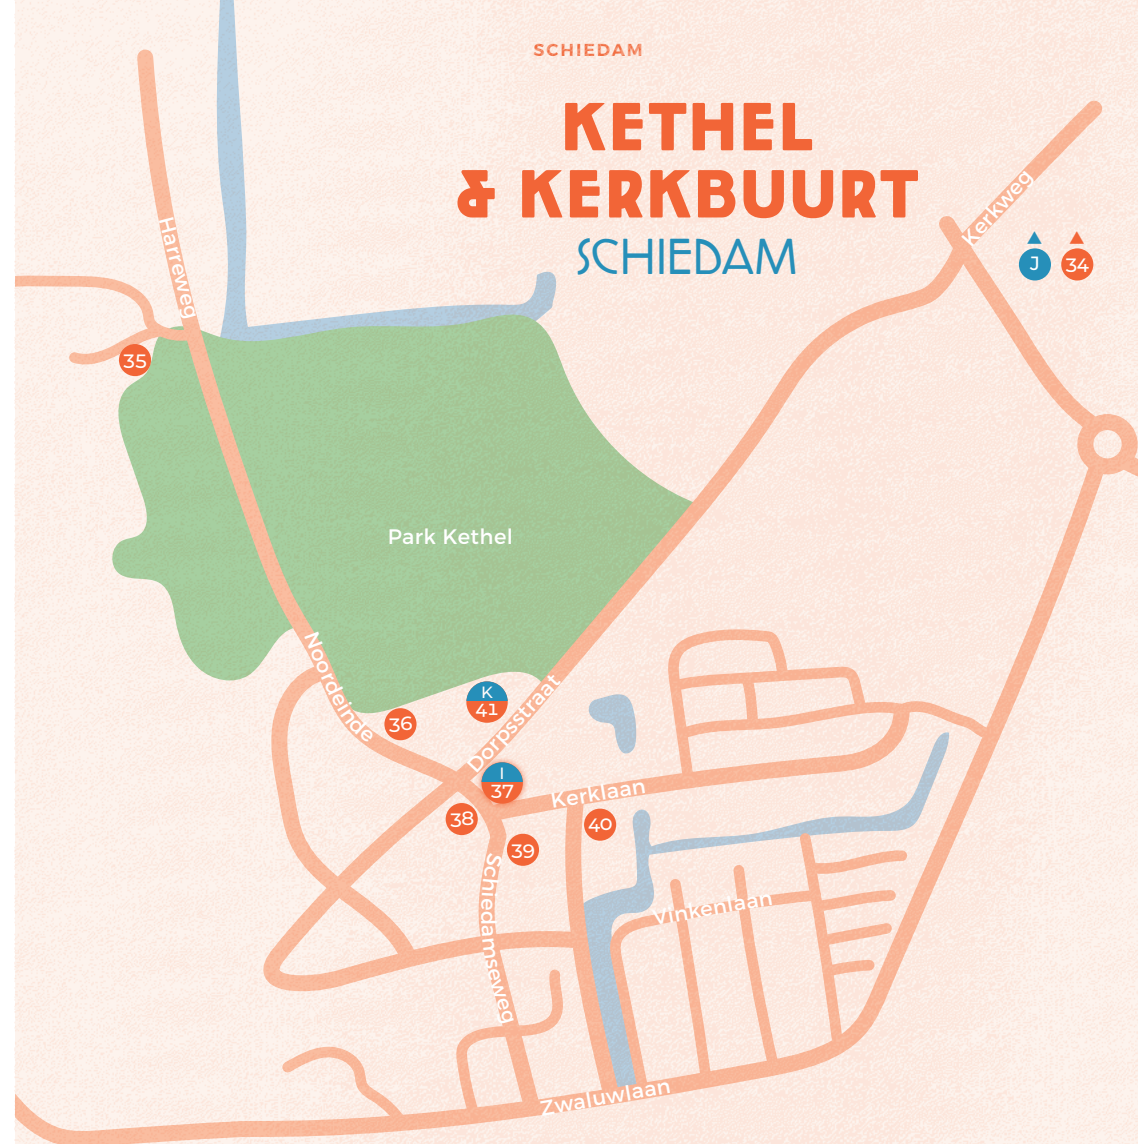 SCHIEDAM
KETHEL
& KERKBUURT
SCHIEDAM
Kerkweg
Harreweg
J
34
35
Park Kethel
Noordeinde
K
41
36
Dorpsstraat
I
37
Kerklaan
38
40
39
Schiedamseweg
Vinkenlaan
Zwaluwlaan